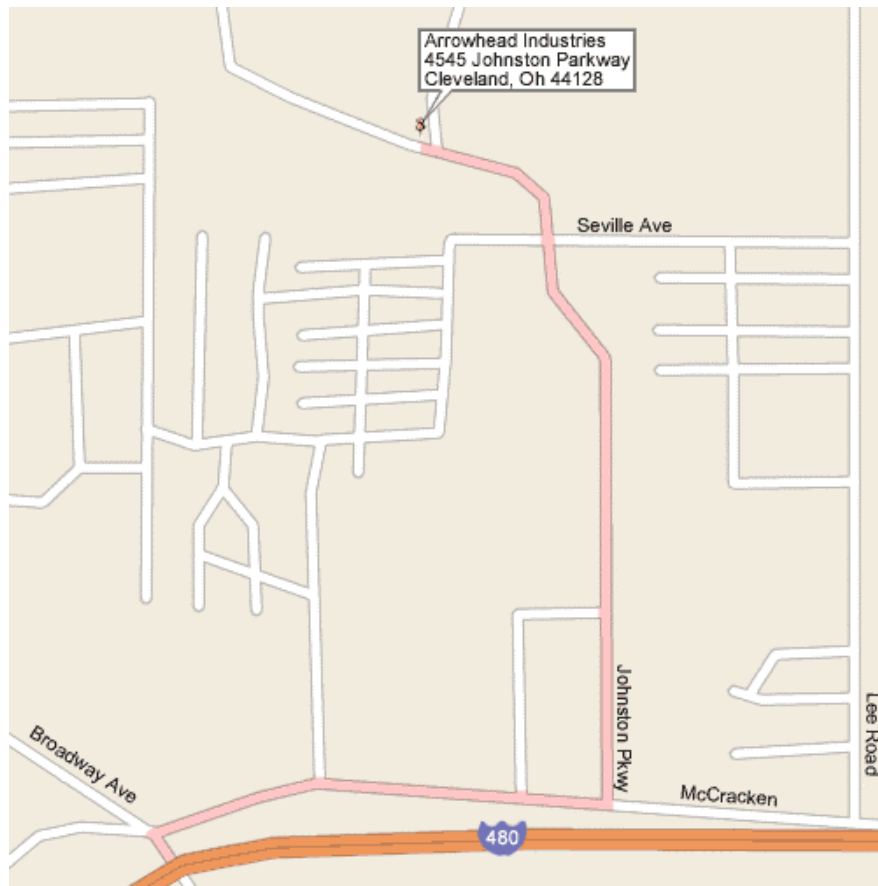 Arrowhead Industries
4545 Johnston Parkway
Cleveland, Oh 44128
Seville Ave
Johnston Pkwy
Lee Road
Broadway Ave
McCracken
480